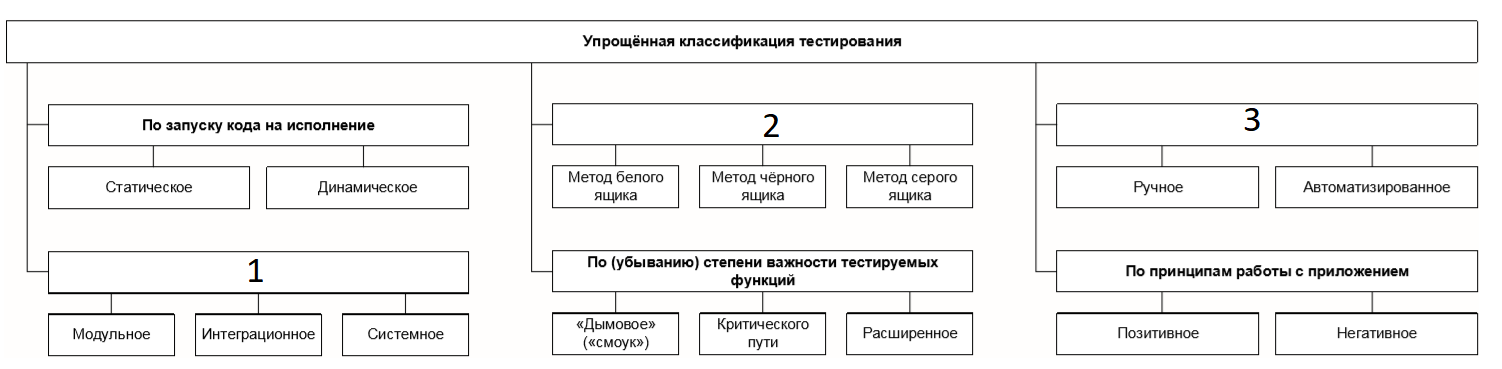 Упрощённая классификация тестирования
По запуску кода на исполнение
2
3
Статическое
Динамическое
Метод белого
ящика
Метод чёрного
ящика
Метод серого
ящика
Ручное
Автоматизированное
1
По (убыванию) степени важности тестируемых
функций
По принципам работы с приложением
Модульное
Интеграционное
Системное
«Дымовое»
(«смоук»)
Критического
пути
Расширенное
Позитивное
Негативное